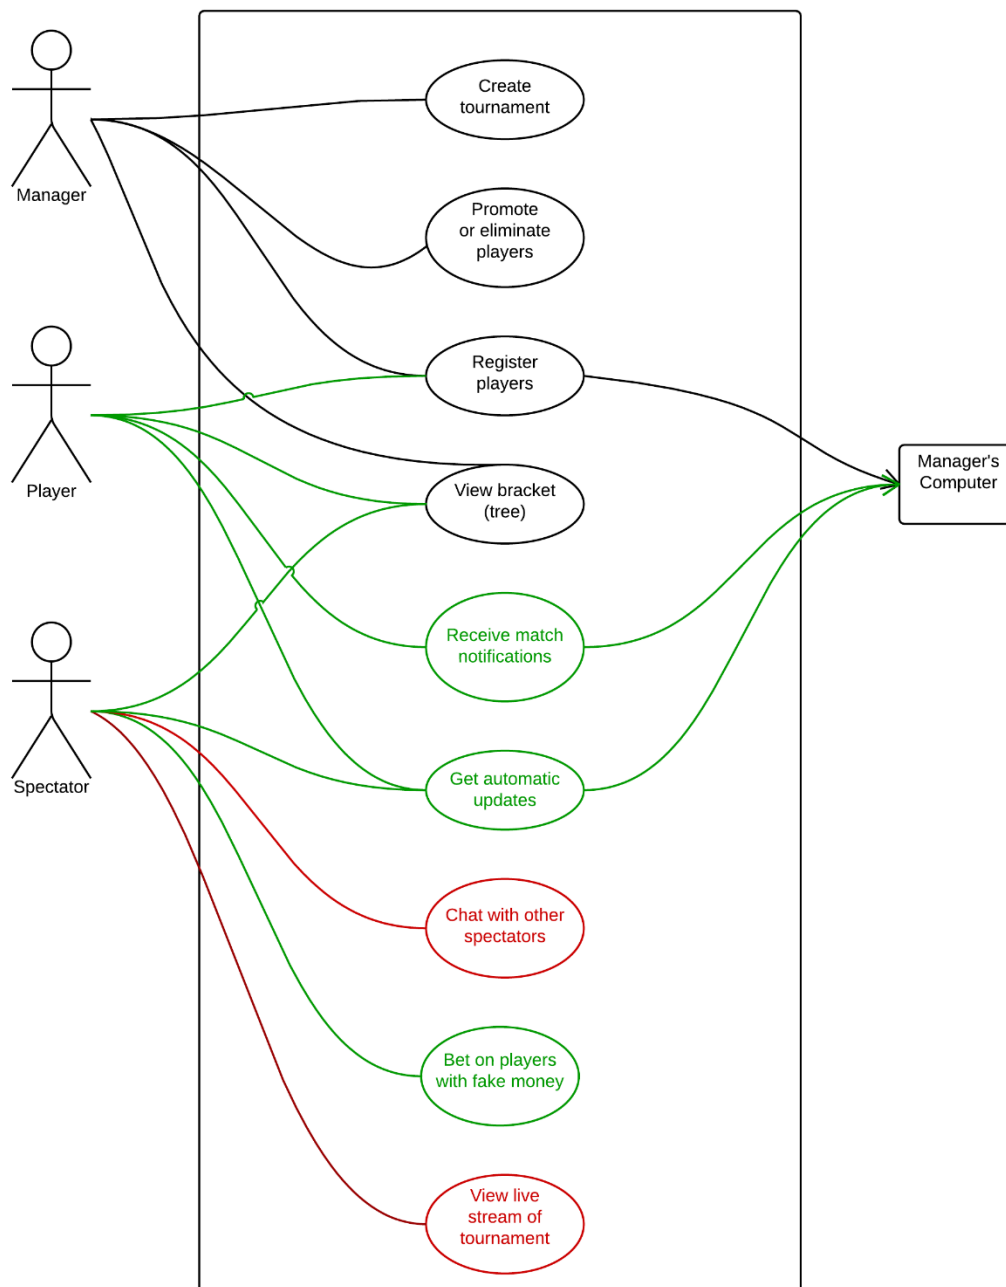 Create
tournament
Manager
Promote
or eliminate
players
Register
players
Player
View bracket
(tree)
Manager's
Computer
Receive match
notifications
Spectator
Get automatic
updates
Chat with other
spectators
Bet on players
with fake money
View live
stream of
tournament